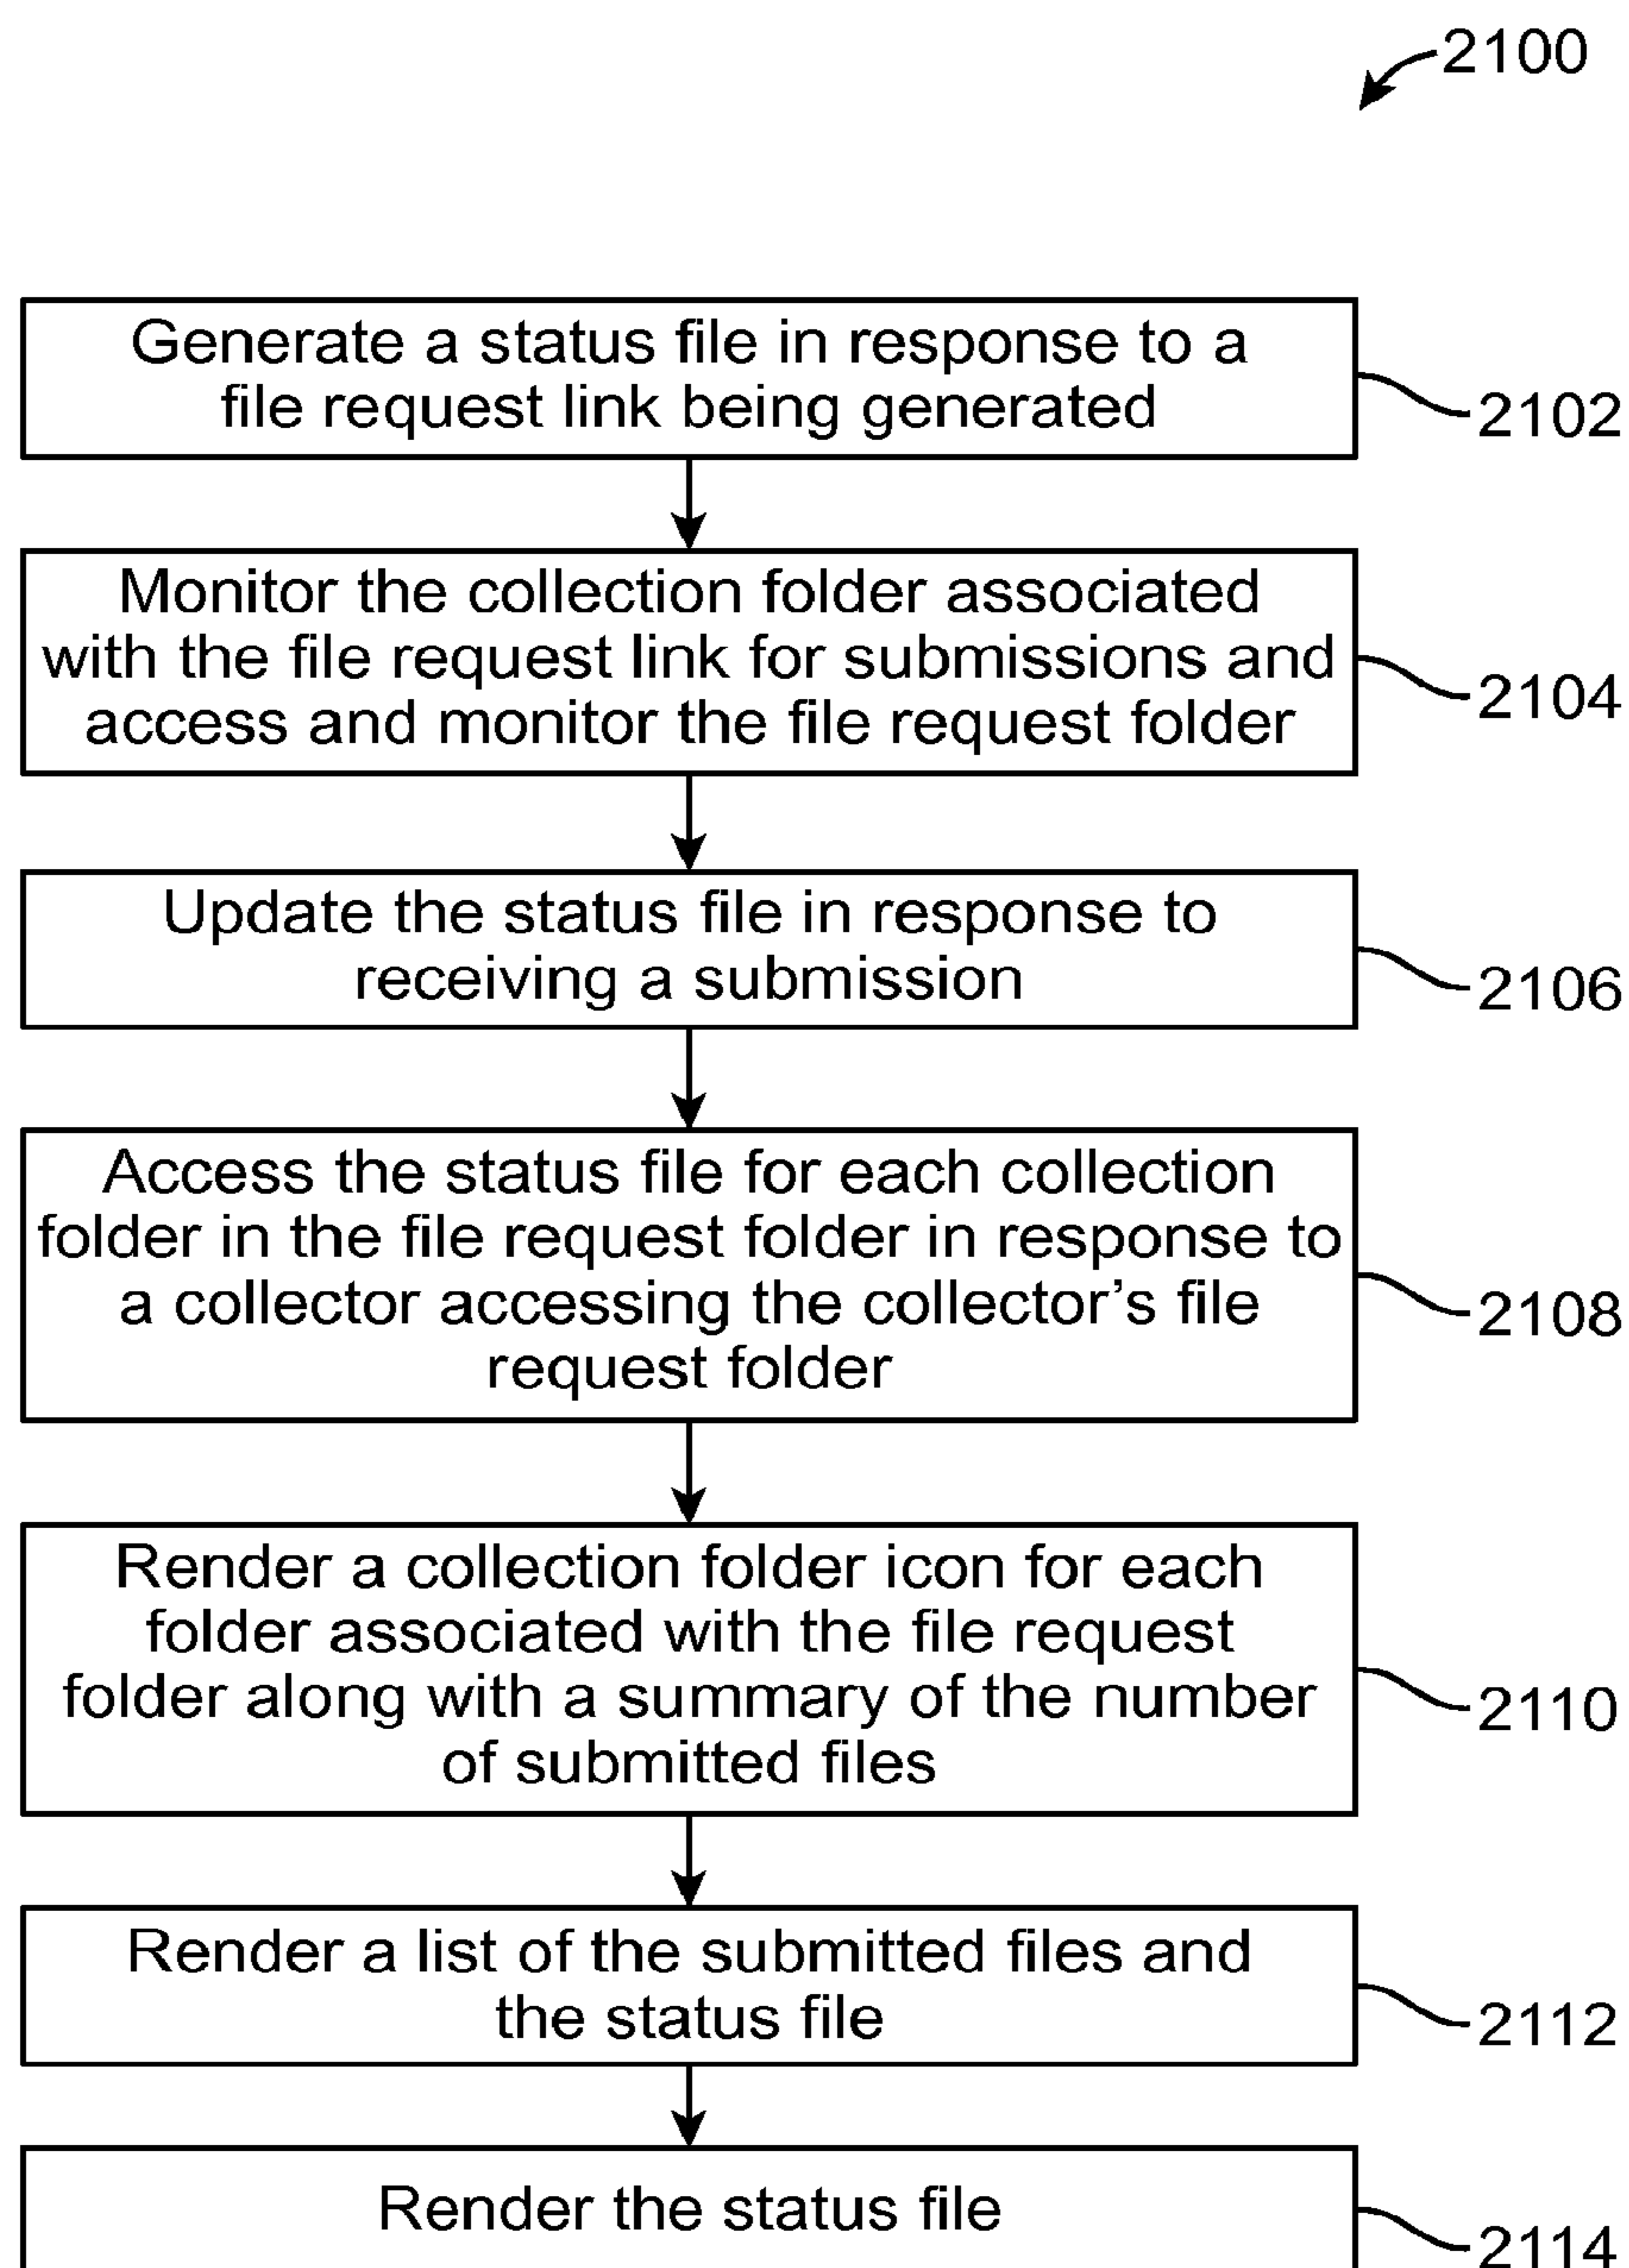 2100
Generate a status file in response to a
file request link being generated
2102
Monitor the collection folder associated
with the file request link for submissions and
access and monitor the file request folder
2104
Update the status file in response to
receiving a submission
2106
Access the status file for each collection
folder in the file request folder in response to
a collector accessing the collector's file
request folder
2108
Render a collection folder icon for each
folder associated with the file request
folder along with a summary of the number
of submitted files
2110
Render a list of the submitted files and
the status file
2112
Render the status file
2114